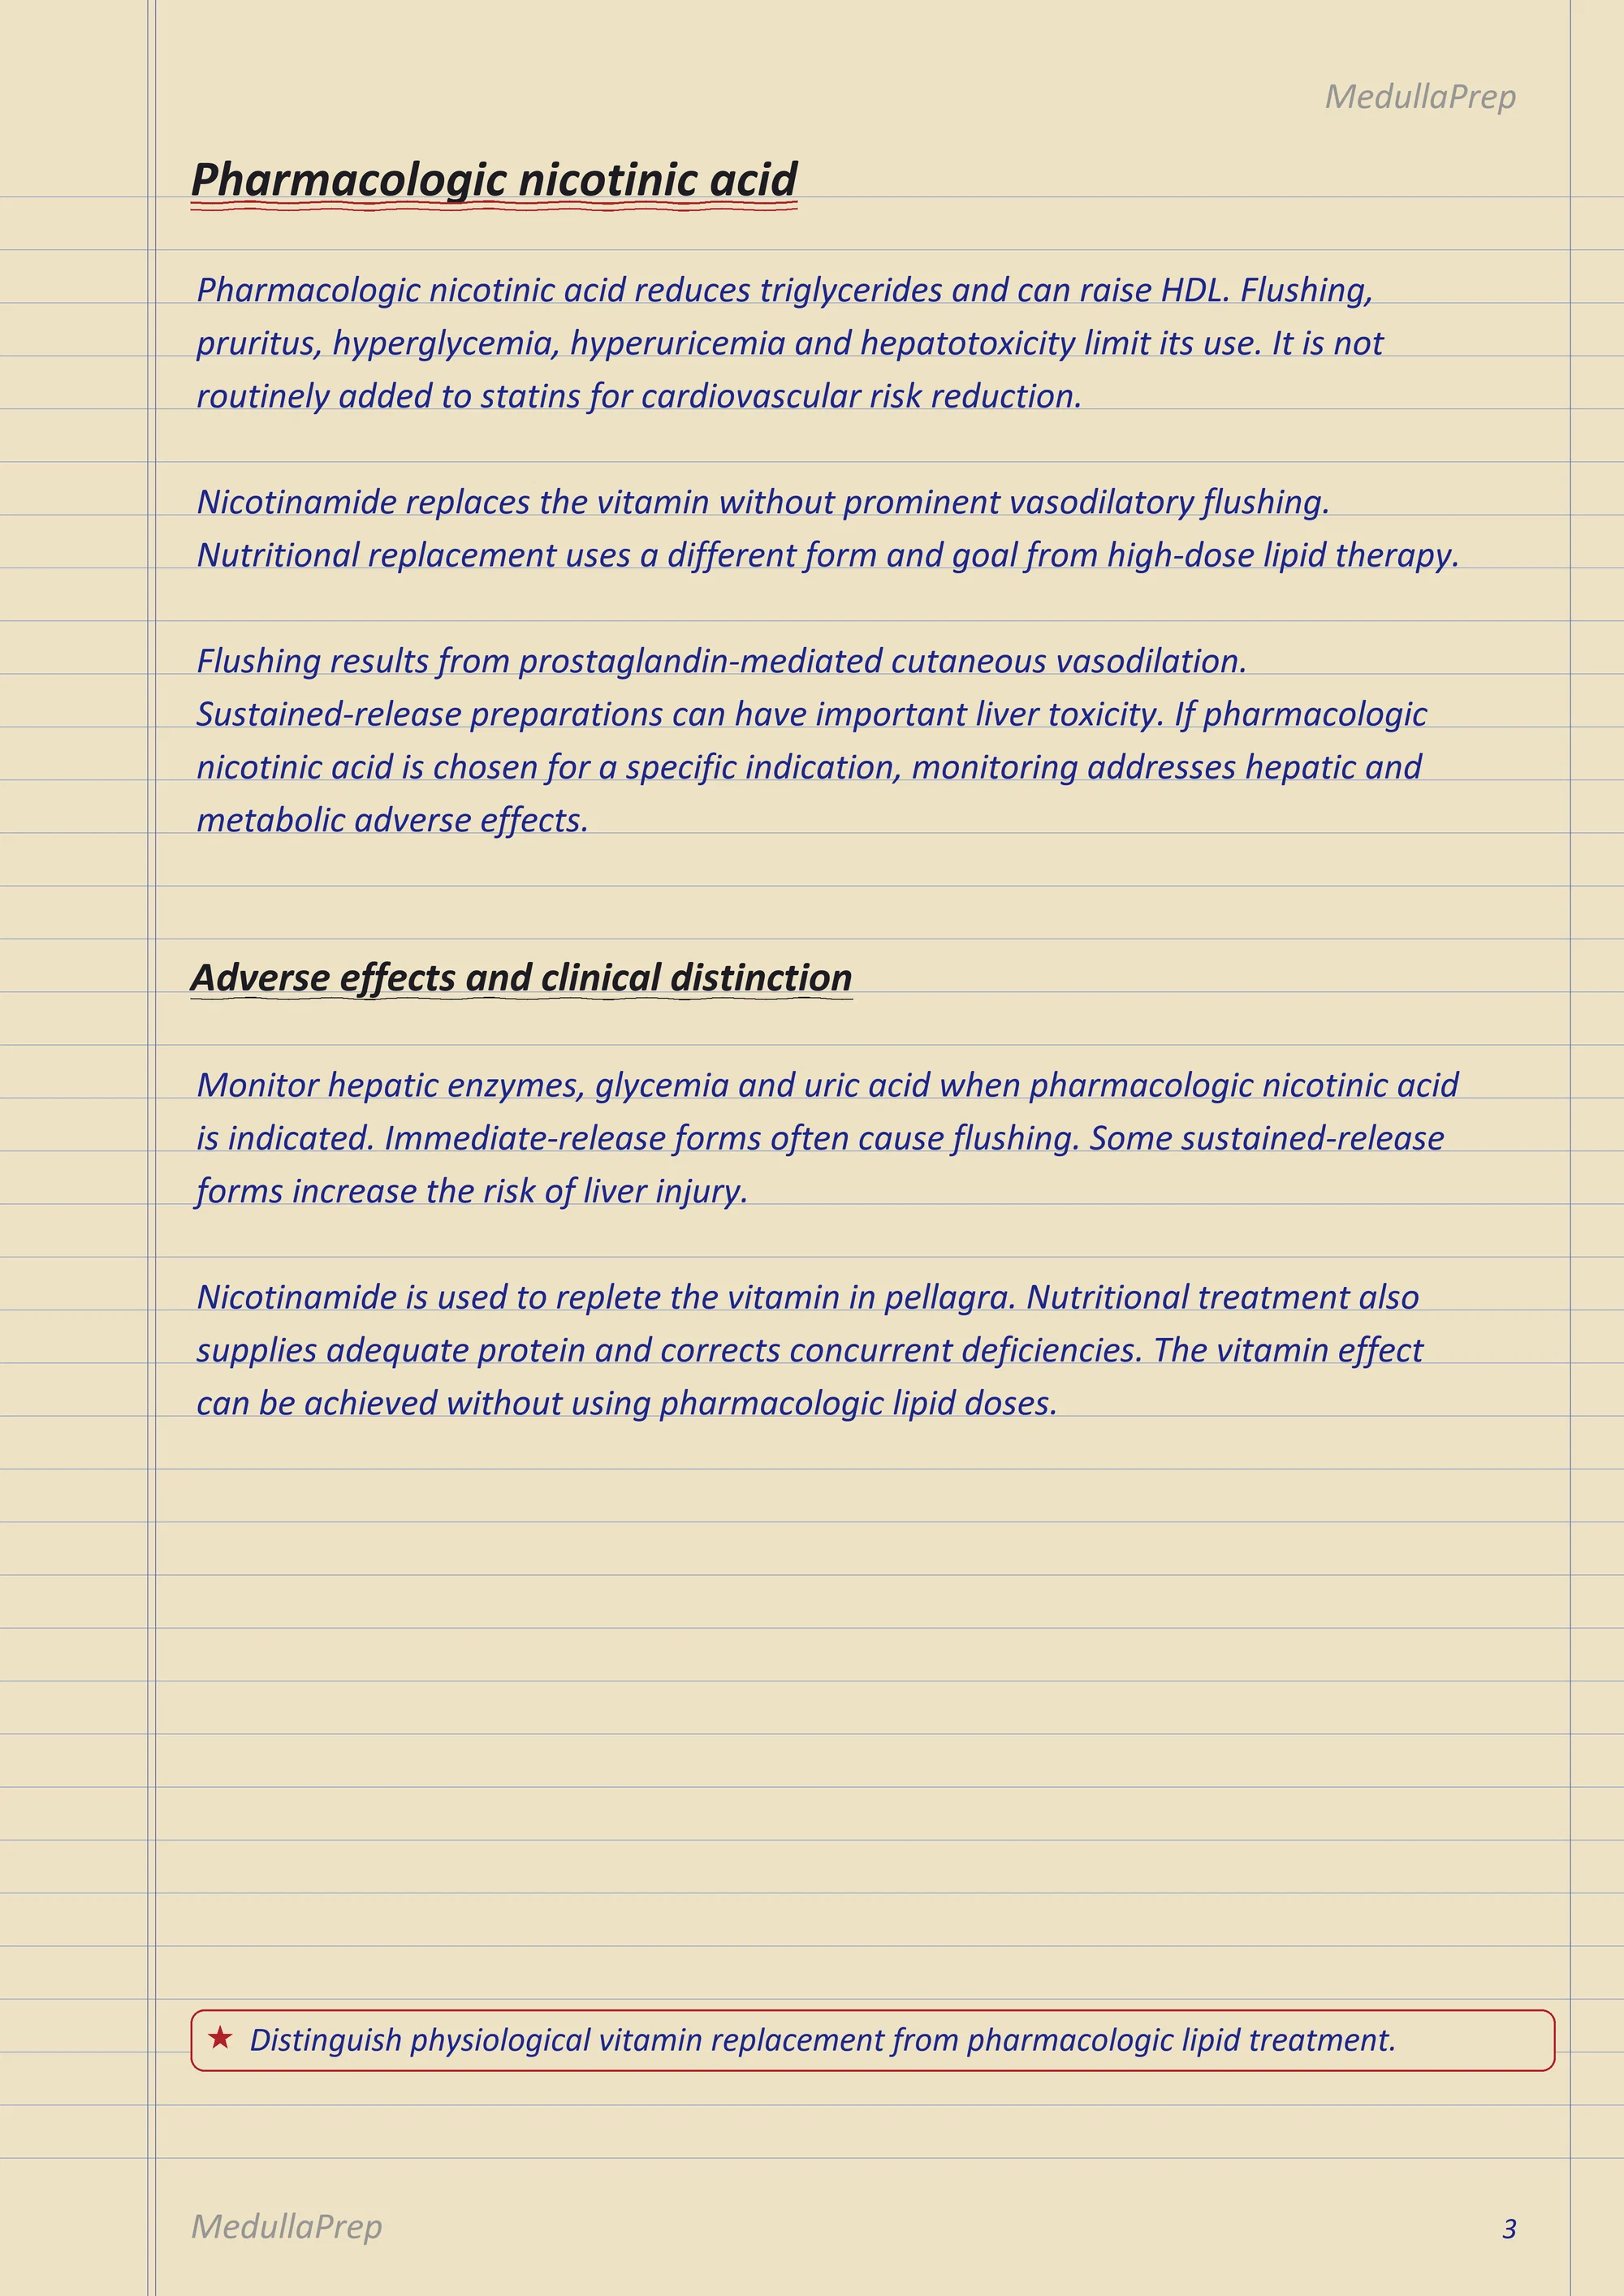 MedullaPrep
Pharmacologic nicotinic acid
Pharmacologic nicotinic acid reduces triglycerides and can raise HDL. Flushing,
pruritus, hyperglycemia, hyperuricemia and hepatotoxicity limit its use. It is not
routinely added to statins for cardiovascular risk reduction.
Nicotinamide replaces the vitamin without prominent vasodilatory flushing.
Nutritional replacement uses a different form and goal from high-dose lipid therapy.
Flushing results from prostaglandin-mediated cutaneous vasodilation.
Sustained-release preparations can have important liver toxicity. If pharmacologic
nicotinic acid is chosen for a specific indication, monitoring addresses hepatic and
metabolic adverse effects.
Adverse effects and clinical distinction
Monitor hepatic enzymes, glycemia and uric acid when pharmacologic nicotinic acid
is indicated. Immediate-release forms often cause flushing. Some sustained-release
forms increase the risk of liver injury.
Nicotinamide is used to replete the vitamin in pellagra. Nutritional treatment also
supplies adequate protein and corrects concurrent deficiencies. The vitamin effect
can be achieved without using pharmacologic lipid doses.
★ Distinguish physiological vitamin replacement from pharmacologic lipid treatment.
MedullaPrep
3